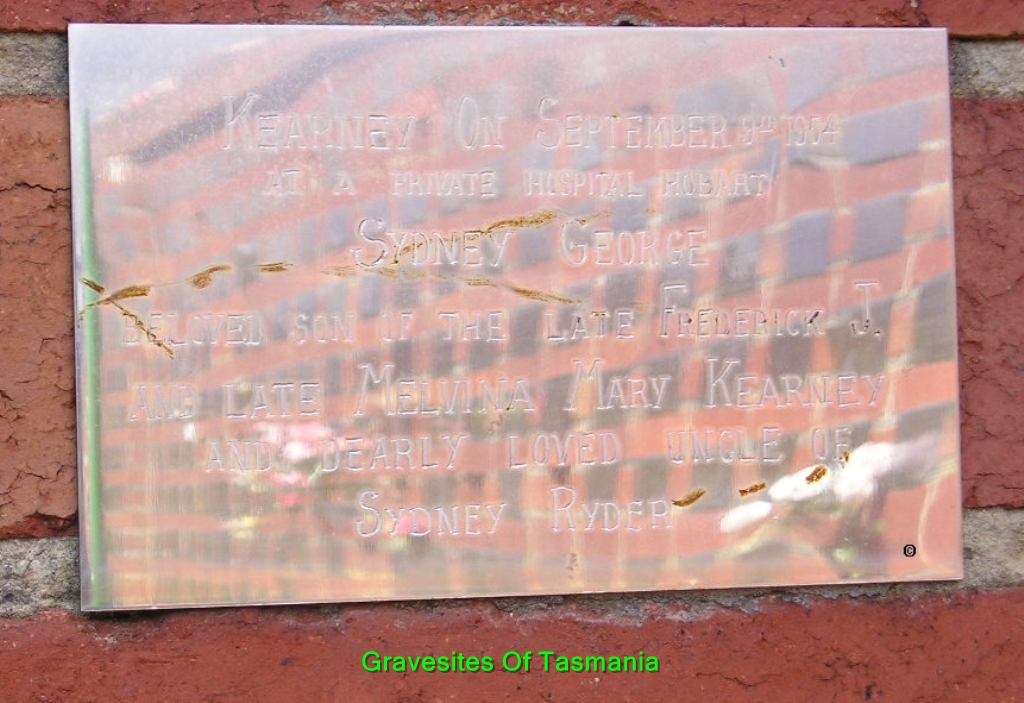 KEARNEY ON SEPTEMBER 9th 1954
AT A PRIVATE HOSPITAL HOBART
SYDNEY GEORGE
BELOVED SON OF THE LATE FREDERICK J.
AND LATE MELVINA MARY KEARNEY
AND DEARLY LOVED UNCLE OF
SYDNEY RYDER
©
Gravesites Of Tasmania